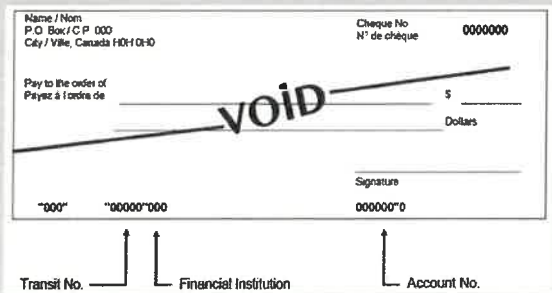 Name / Nom
P.O. Box / C.P. 000
City / Ville, Canada H0H 0H0
Cheque No
N° de chèque
0000000
Pay to the order of
Payez à l'ordre de
$
VOID
Dollars
Signature
"000" "00000"000 000000"0
Transit No.
Financial Institution
Account No.